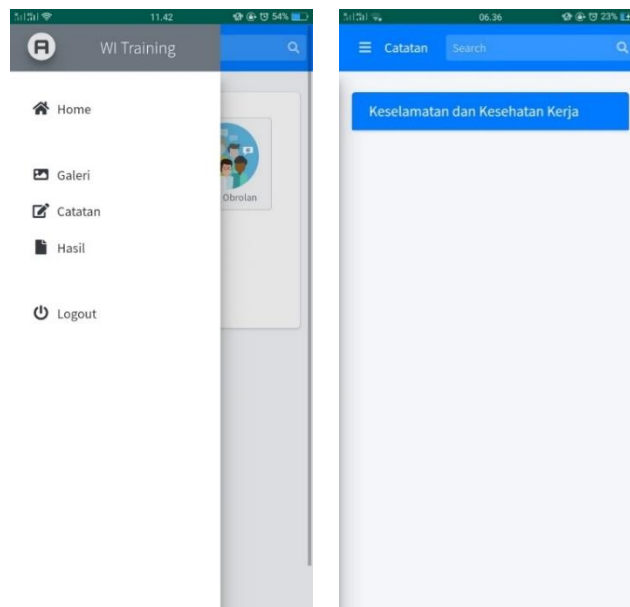 11.42
54%
R
WI Training
Home
Galeri
Catatan
Hasil
Logout
Obrolan
06.36
23%
Catatan
Search
Keselamatan dan Kesehatan Kerja